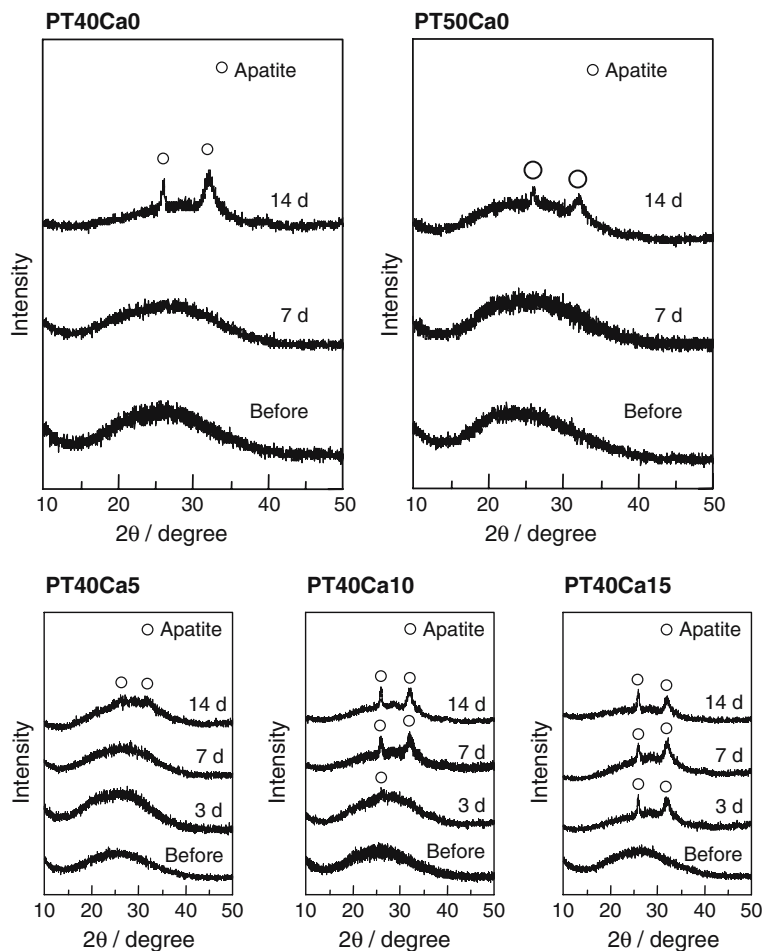 PT40Ca0
○ Apatite
14 d
7 d
Before
Intensity
10 20 30 40 50
2θ / degree
PT50Ca0
○ Apatite
14 d
7 d
Before
Intensity
10 20 30 40 50
2θ / degree
PT40Ca5
○ Apatite
14 d
7 d
3 d
Before
Intensity
10 20 30 40 50
2θ / degree
PT40Ca10
○ Apatite
14 d
7 d
3 d
Before
Intensity
10 20 30 40 50
2θ / degree
PT40Ca15
○ Apatite
14 d
7 d
3 d
Before
Intensity
10 20 30 40 50
2θ / degree